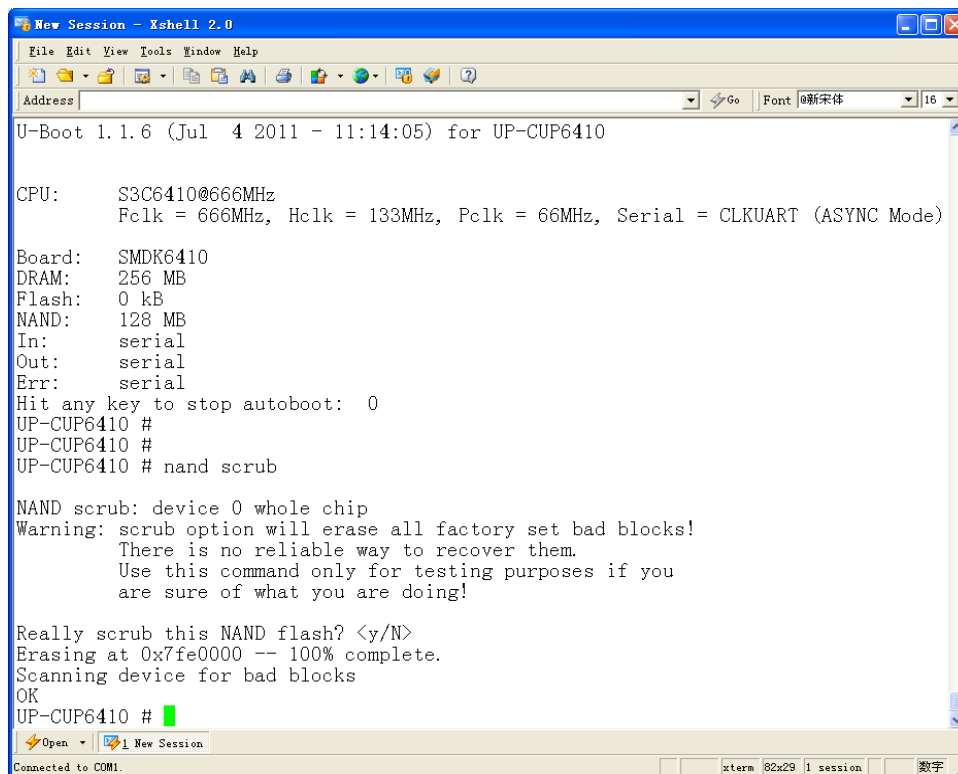 New Session - Xshell 2.0
File Edit View Tools Window Help
Address Go Font @新宋体 16
U-Boot 1.1.6 (Jul  4 2011 - 11:14:05) for UP-CUP6410
CPU: S3C6410@666MHz
Fclk = 666MHz, Hclk = 133MHz, Pclk = 66MHz, Serial = CLKUART (ASYNC Mode)
Board: SMDK6410
DRAM: 256 MB
Flash: 0 kB
NAND: 128 MB
In: serial
Out: serial
Err: serial
Hit any key to stop autoboot:  0
UP-CUP6410 #
UP-CUP6410 #
UP-CUP6410 # nand scrub
NAND scrub: device 0 whole chip
Warning: scrub option will erase all factory set bad blocks!
There is no reliable way to recover them.
Use this command only for testing purposes if you
are sure of what you are doing!
Really scrub this NAND flash? <y/N>
Erasing at 0x7fe0000 -- 100% complete.
Scanning device for bad blocks
OK
UP-CUP6410 #
Open 1 New Session
Connected to COM1. xterm 82x29 1 session 数字